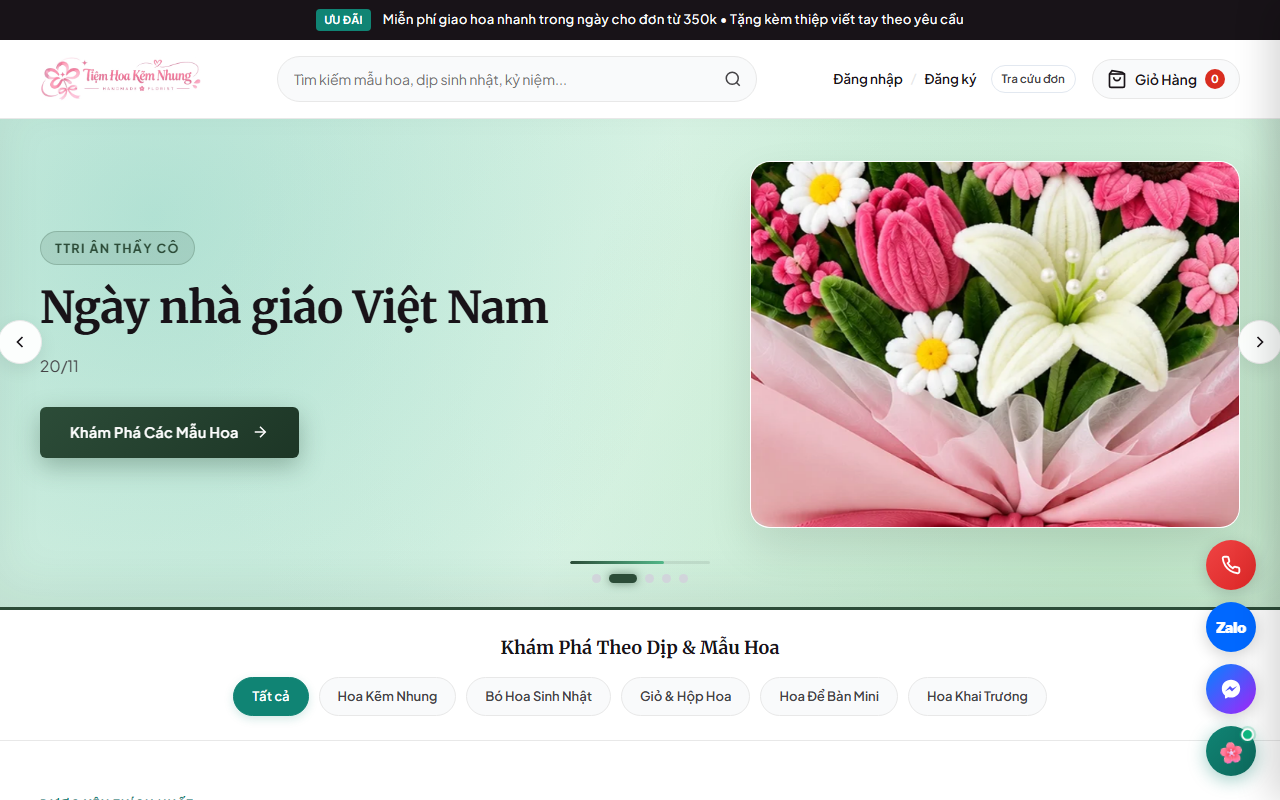 ƯU ĐÃI Miễn phí giao hoa nhanh trong ngày cho đơn từ 350k • Tặng kèm thiệp viết tay theo yêu cầu
Tiệm Hoa Kẽm Nhung
HANDMADE FLORIST
Tìm kiếm mẫu hoa, dịp sinh nhật, kỷ niệm...
Đăng nhập / Đăng ký
Tra cứu đơn
Giỏ Hàng 0
TTRI ÂN THẦY CÔ
Ngày nhà giáo Việt Nam
20/11
Khám Phá Các Mẫu Hoa
Zalo
Khám Phá Theo Dịp & Mẫu Hoa
Tất cả
Hoa Kẽm Nhung
Bó Hoa Sinh Nhật
Giỏ & Hộp Hoa
Hoa Để Bàn Mini
Hoa Khai Trương